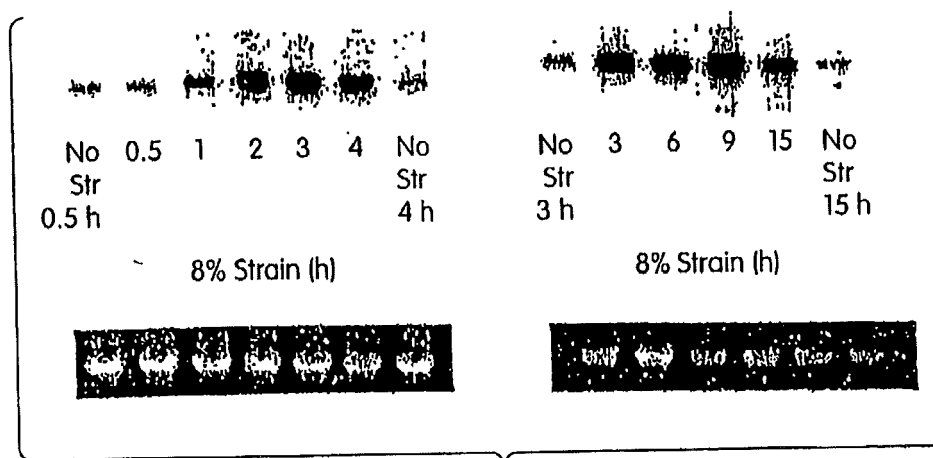 No 0.5 1 2 3 4 No
Str Str
0.5 h 4 h
8% Strain (h)
No 3 6 9 15 No
Str Str
3 h 15 h
8% Strain (h)